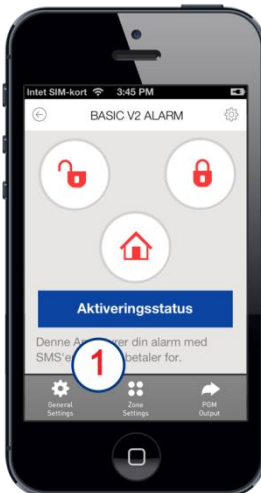 Intet SIM-kort 3:45 PM
BASIC V2 ALARM
Aktiveringsstatus
Denne din alarm med
SMS'e betaler for.
1
General
Settings
Zone
Settings
PGM
Output